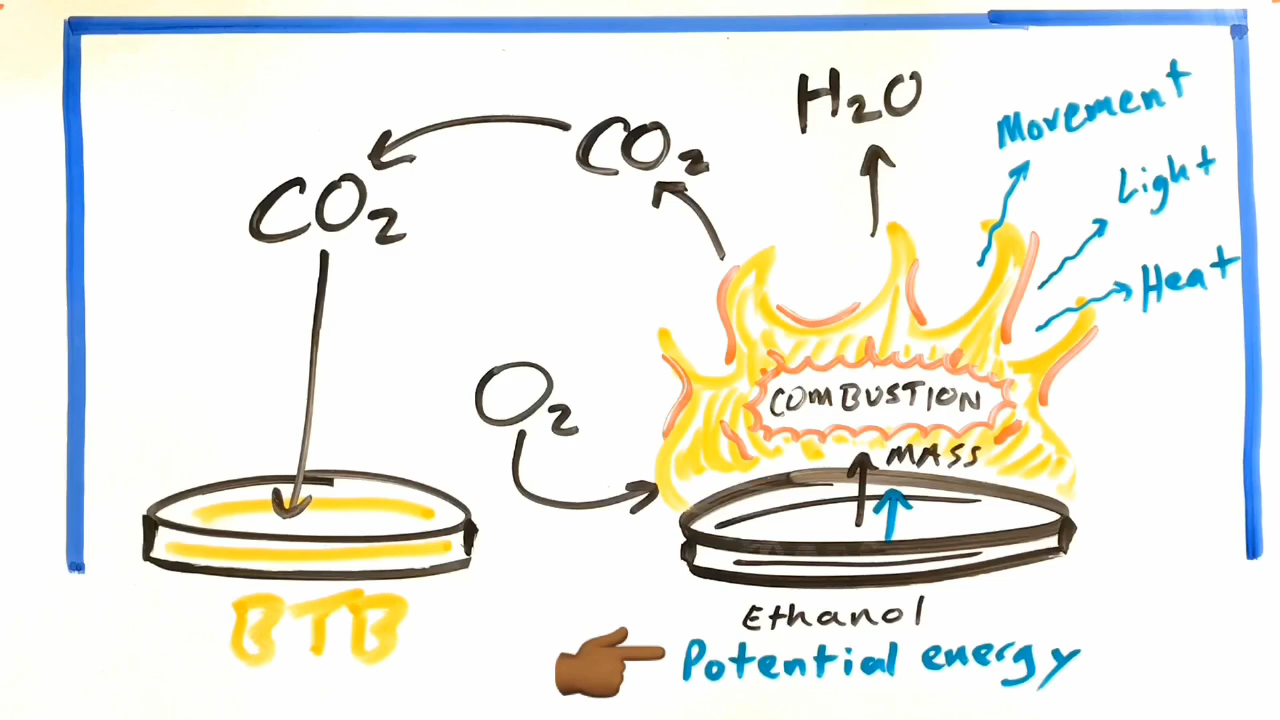 H₂O
Movement
CO₂
Light
CO₂
Heat
O₂
COMBUSTION
MASS
Ethanol
BTB
Potential energy